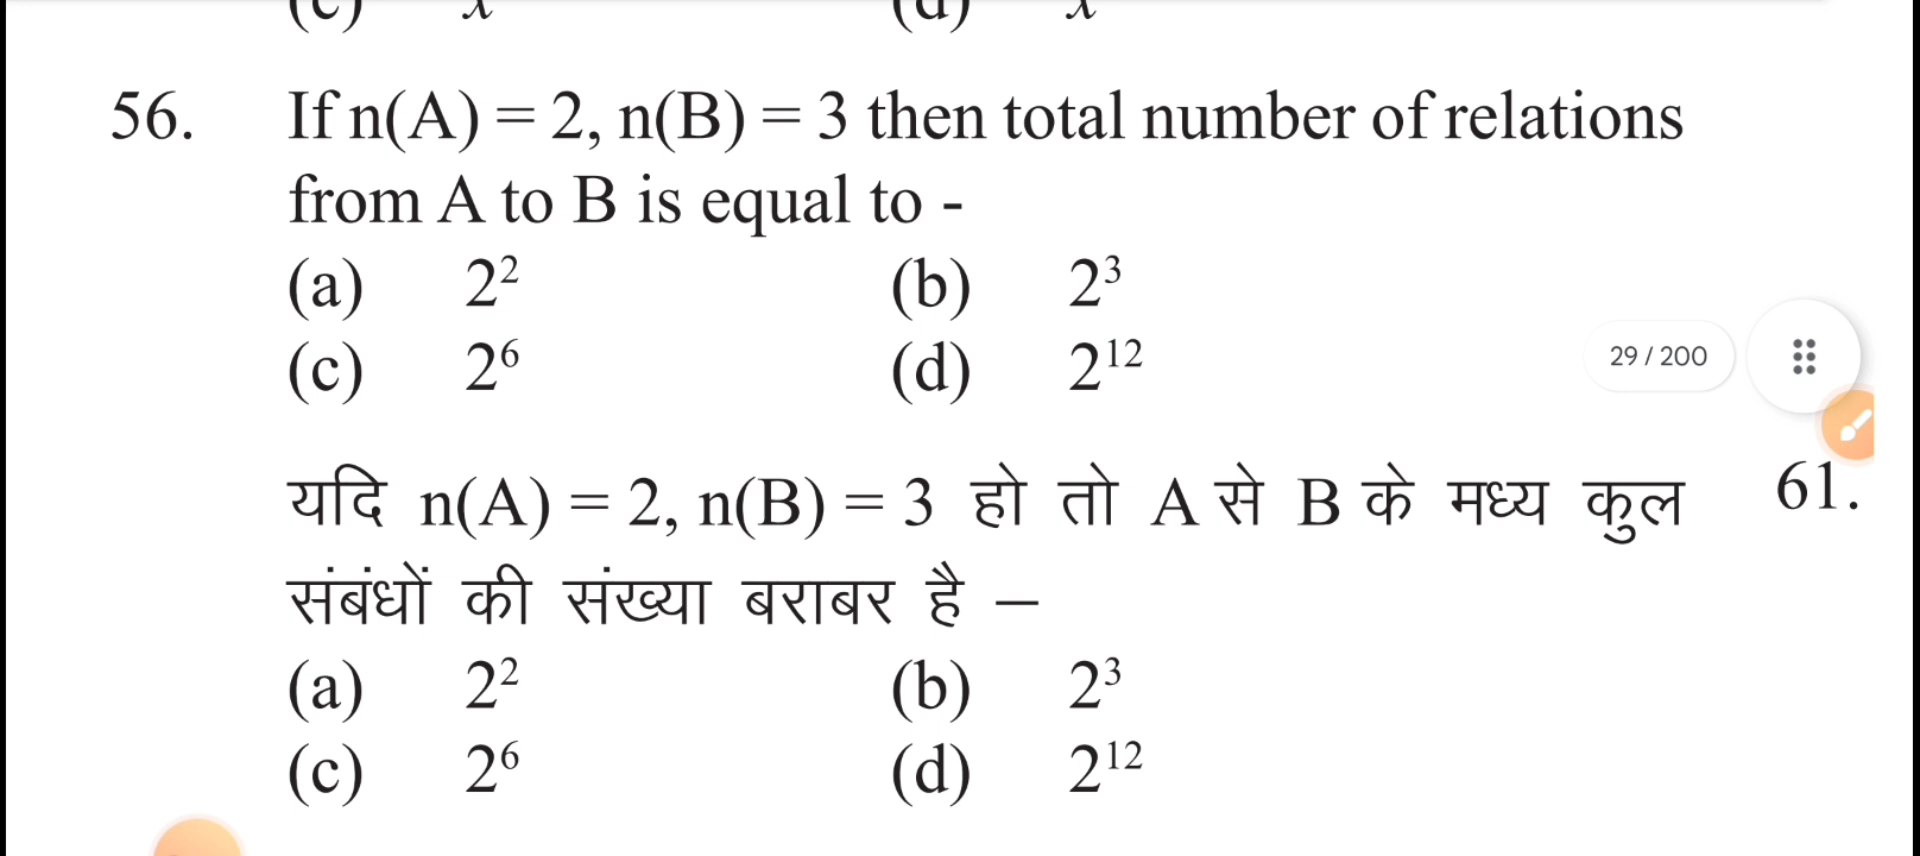 (c) x (d) x
56. If n(A) = 2, n(B) = 3 then total number of relations
from A to B is equal to -
(a) 2² (b) 2³
(c) 2⁶ (d) 2¹²
29 / 200
यदि n(A) = 2, n(B) = 3 हो तो A से B के मध्य कुल
संबंधों की संख्या बराबर है –
(a) 2² (b) 2³
(c) 2⁶ (d) 2¹²
61.